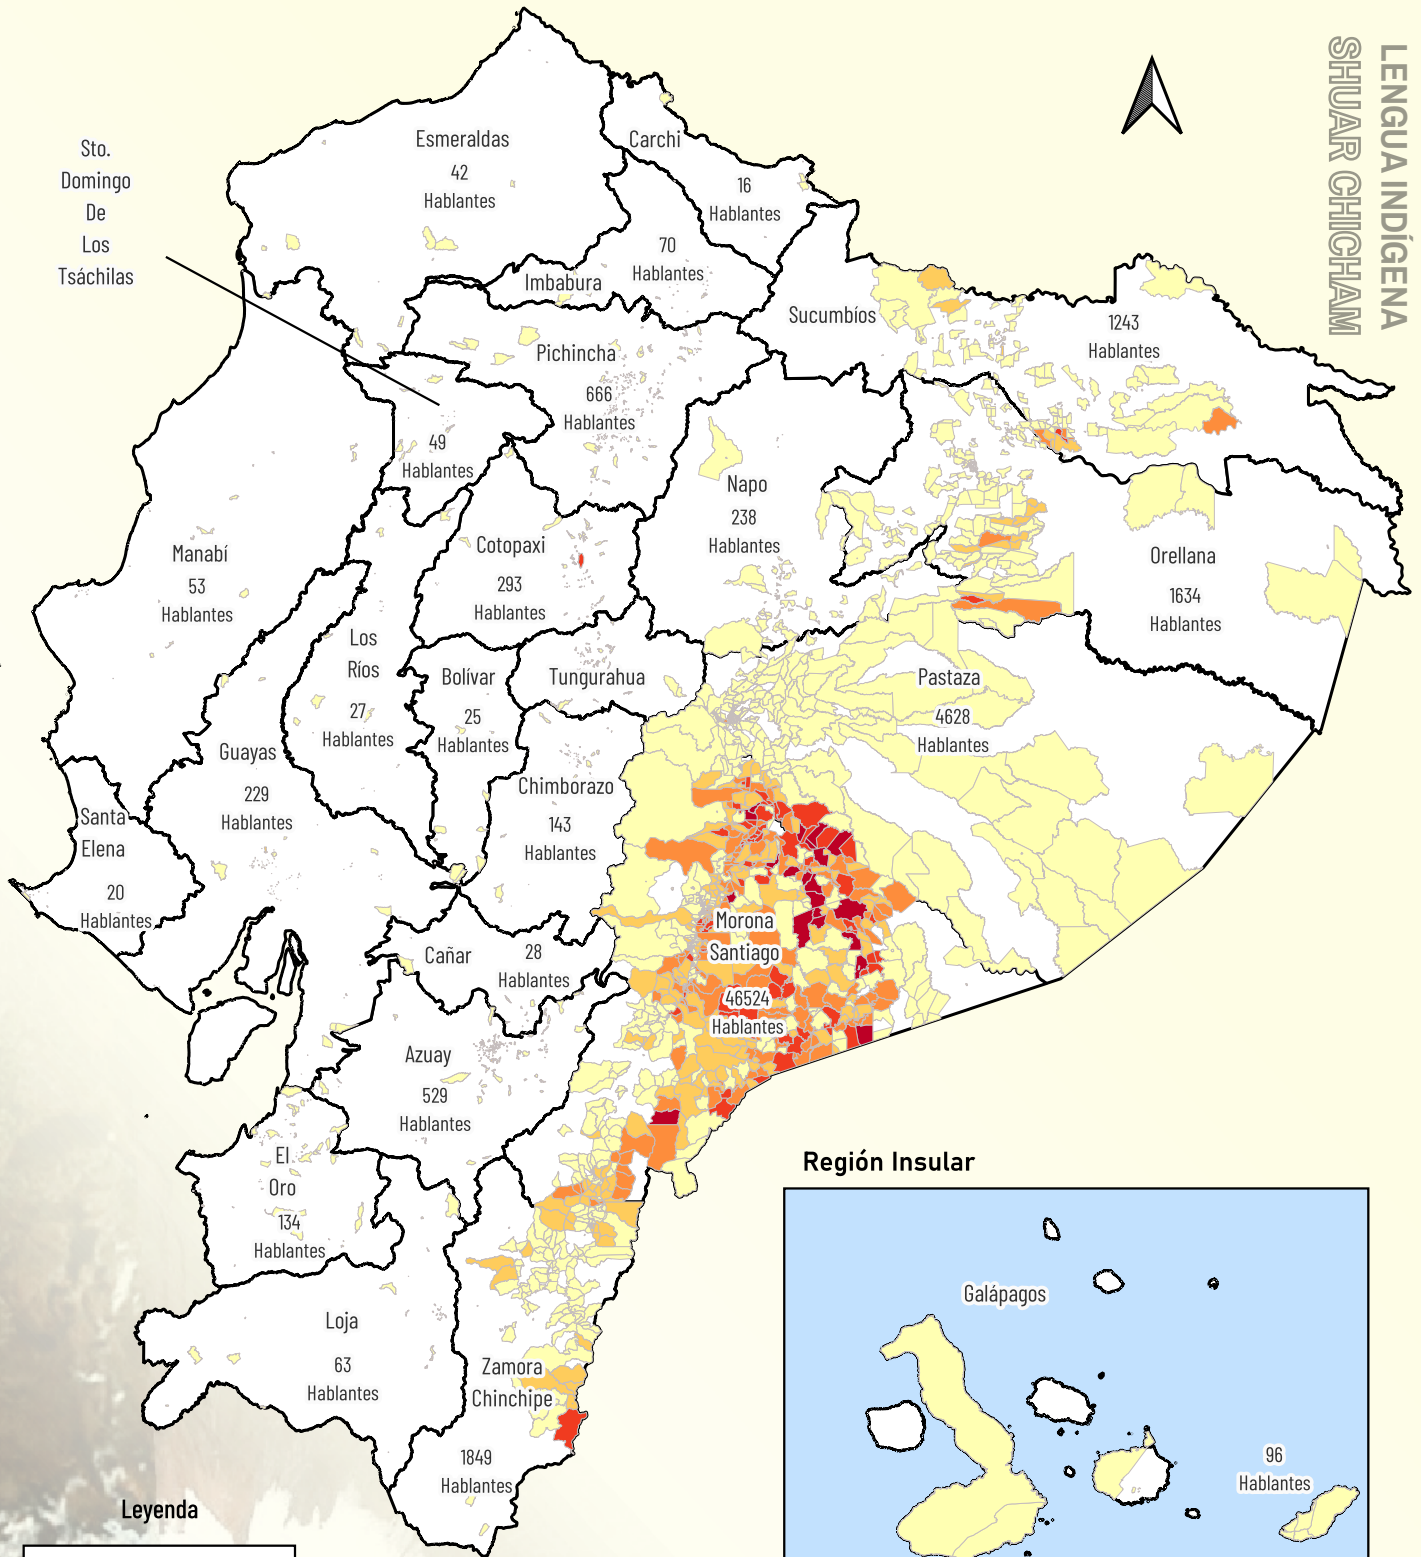 LENGUA INDÍGENA
SHUAR CHICHAM
Sto.
Domingo
De
Los
Tsáchilas
Esmeraldas
42
Hablantes
Carchi
16
Hablantes
70
Hablantes
Imbabura
Sucumbíos
1243
Hablantes
Pichincha
666
Hablantes
49
Hablantes
Napo
238
Hablantes
Cotopaxi
293
Hablantes
Orellana
1634
Hablantes
Manabí
53
Hablantes
Los
Ríos
27
Hablantes
Bolívar
25
Hablantes
Tungurahua
Pastaza
4628
Hablantes
Guayas
229
Hablantes
Chimborazo
143
Hablantes
Santa
Elena
20
Hablantes
Morona
Santiago
46524
Hablantes
Cañar
28
Hablantes
Azuay
529
Hablantes
El
Oro
134
Hablantes
Loja
63
Hablantes
Zamora
Chinchipe
1849
Hablantes
Región Insular
Galápagos
96
Hablantes
Leyenda